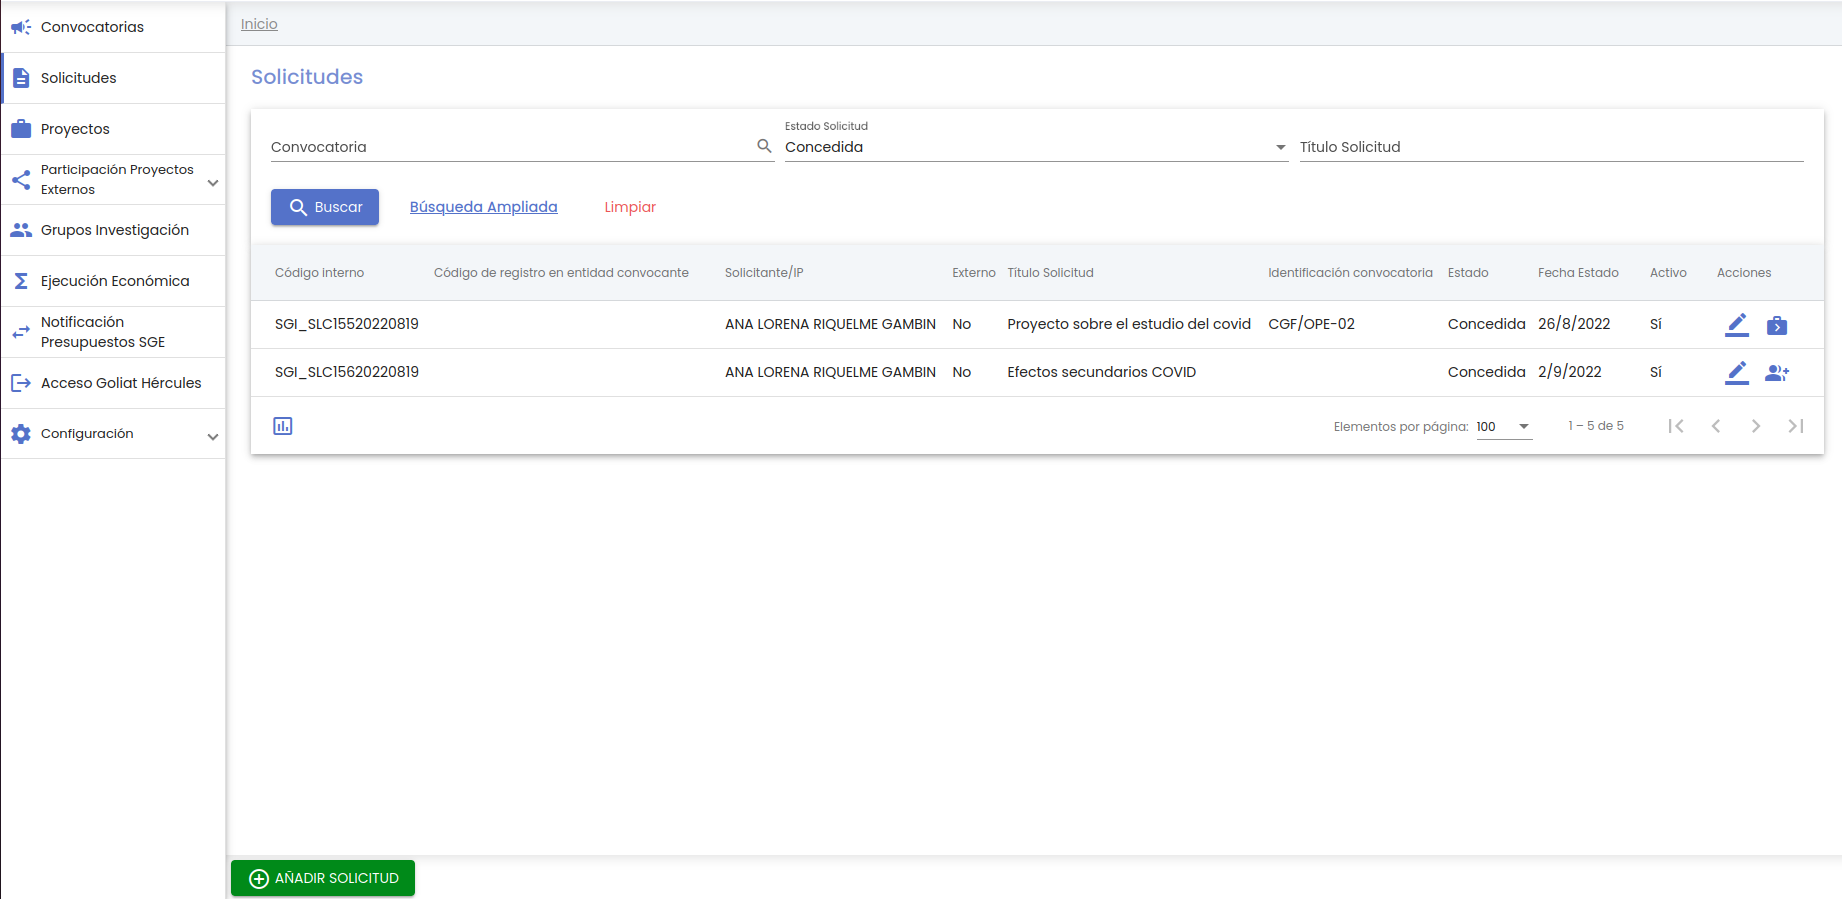 Convocatorias
Solicitudes
Proyectos
Participación Proyectos
Externos
Grupos Investigación
Ejecución Económica
Notificación
Presupuestos SGE
Acceso Goliat Hércules
Configuración
Inicio
Solicitudes
Convocatoria
Estado Solicitud
Concedida
Título Solicitud
Buscar Búsqueda Ampliada Limpiar
Código interno Código de registro en entidad convocante Solicitante/IP Externo Título Solicitud Identificación convocatoria Estado Fecha Estado Activo Acciones
SGI_SLC15520220819 ANA LORENA RIQUELME GAMBIN No Proyecto sobre el estudio del covid CGF/OPE-02 Concedida 26/8/2022 Sí
SGI_SLC15620220819 ANA LORENA RIQUELME GAMBIN No Efectos secundarios COVID Concedida 2/9/2022 Sí
Elementos por página: 100 1 – 5 de 5
AÑADIR SOLICITUD